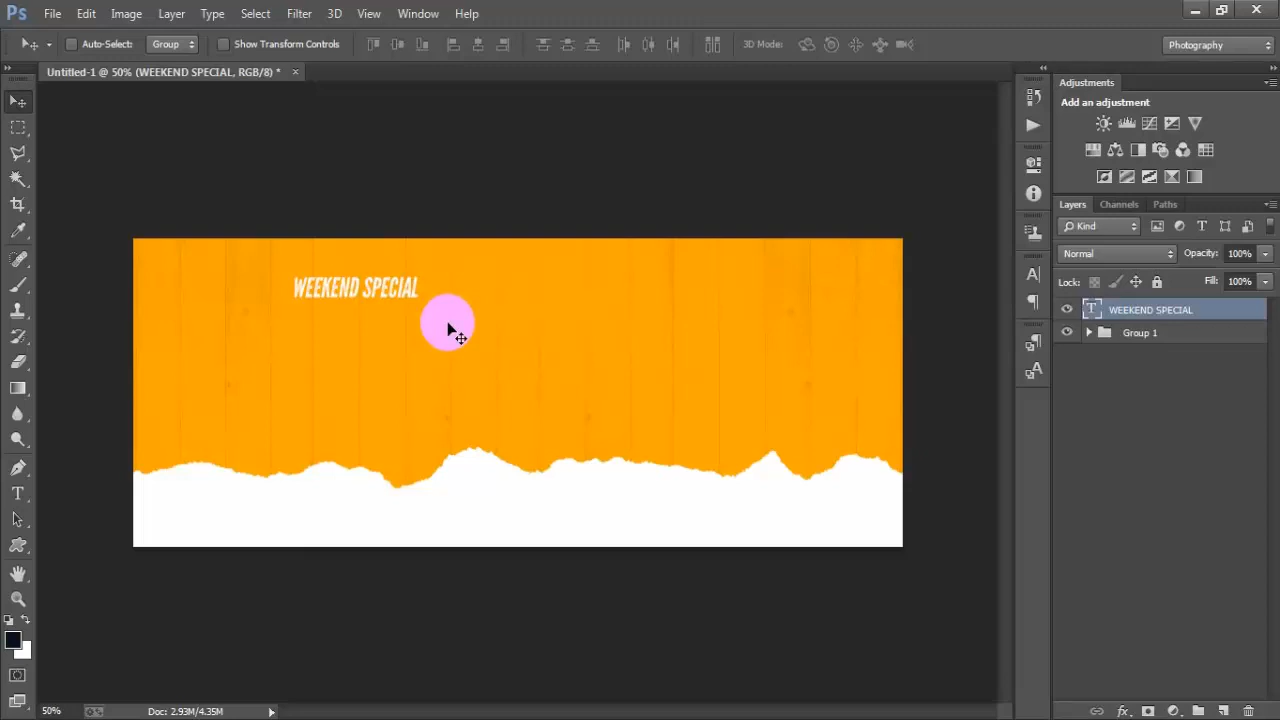 Ps File Edit Image Layer Type Select Filter 3D View Window Help
Auto-Select: Group Show Transform Controls 3D Mode: Photography
Untitled-1 @ 50% (WEEKEND SPECIAL, RGB/8) * ×
Adjustments
Add an adjustment
Layers Channels Paths
Kind T
Normal Opacity: 100%
Lock: Fill: 100%
T WEEKEND SPECIAL
Group 1
WEEKEND SPECIAL
50% Doc: 2.93M/4.35M